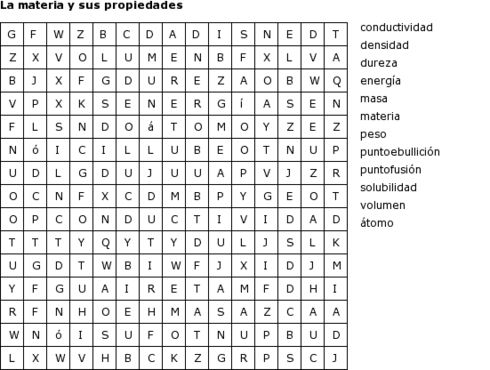 La materia y sus propiedades
G F W Z B C D A D I S N E D T
Z X V O L U M E N B F X L V A
B J X F G D U R E Z A O B W Q
V P X K S E N E R G í A S E N
F L S N D O á T O M O Y Z E Z
N ó I C I L L U B E O T N U P
U D L G D U J U U A P V J Z R
O C N F X C D M B P Y G E O T
O P C O N D U C T I V I D A D
T T T Y Q Y T Y D U L J S L K
U G D T W B I W F J X I D J M
Y F G U A I R E T A M F D H I
R F N H O E H M A S A Z C A A
W N ó I S U F O T N U P B U D
L X W V H B C K Z G R P S C J
conductividad
densidad
dureza
energía
masa
materia
peso
puntoebullición
puntofusión
solubilidad
volumen
átomo